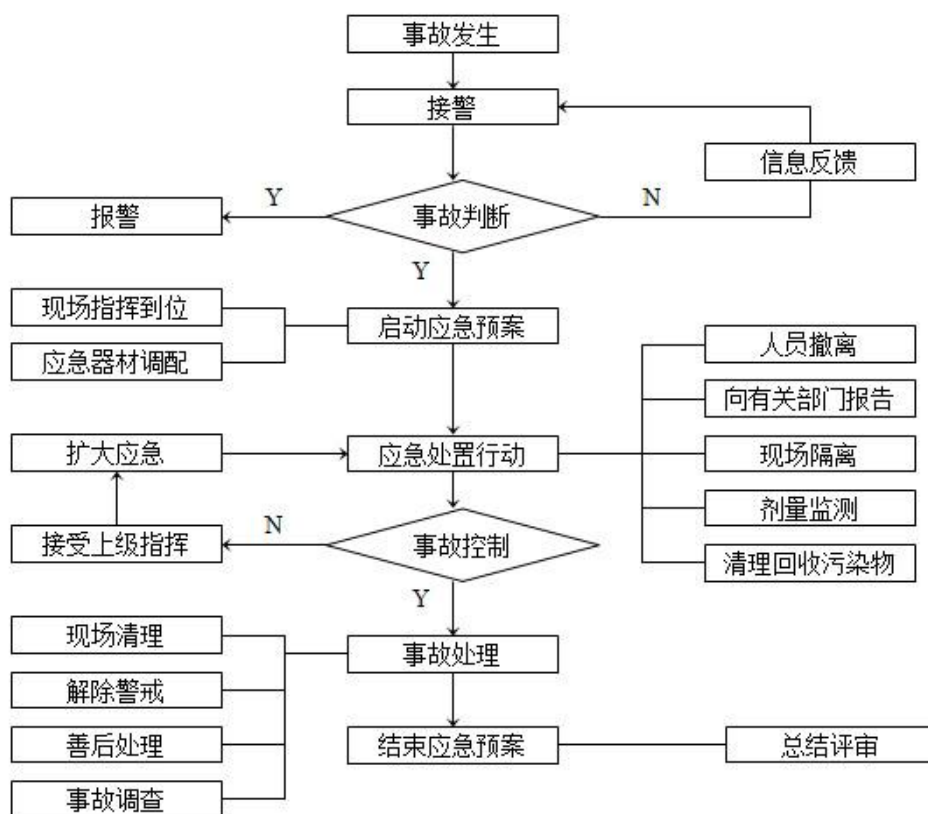 事故发生
接警
信息反馈
Y
N
报警
事故判断
Y
现场指挥到位
启动应急预案
应急器材调配
人员撤离
向有关部门报告
扩大应急
应急处置行动
现场隔离
剂量监测
N
接受上级指挥
事故控制
清理回收污染物
Y
现场清理
事故处理
解除警戒
善后处理
结束应急预案
总结评审
事故调查